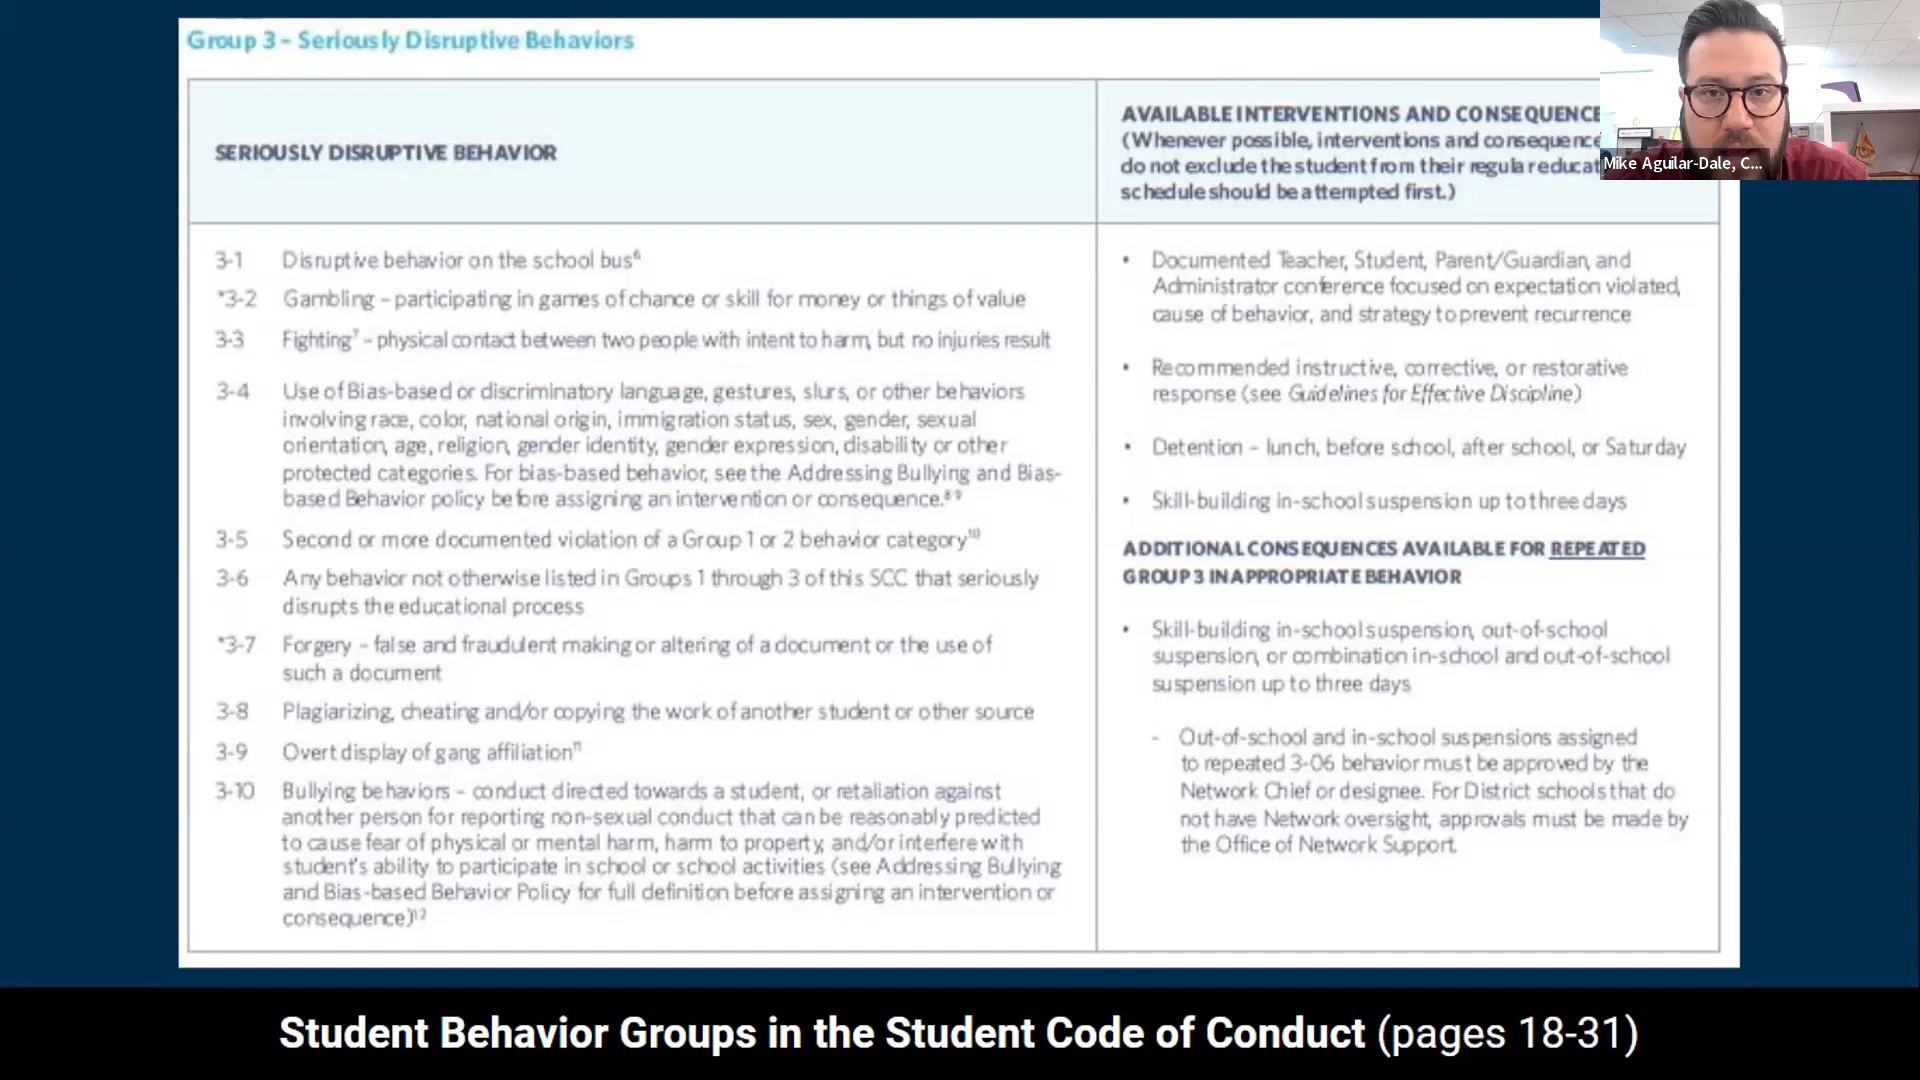 Group 3 – Seriously Disruptive Behaviors
SERIOUSLY DISRUPTIVE BEHAVIOR
3-1 Disruptive behavior on the school bus⁶
*3-2 Gambling – participating in games of chance or skill for money or things of value
3-3 Fighting⁷ – physical contact between two people with intent to harm, but no injuries result
3-4 Use of Bias-based or discriminatory language, gestures, slurs, or other behaviors
involving race, color, national origin, immigration status, sex, gender, sexual
orientation, age, religion, gender identity, gender expression, disability or other
protected categories. For bias-based behavior, see the Addressing Bullying and Bias-
based Behavior policy before assigning an intervention or consequence.⁸ ⁹
3-5 Second or more documented violation of a Group 1 or 2 behavior category¹⁰
3-6 Any behavior not otherwise listed in Groups 1 through 3 of this SCC that seriously
disrupts the educational process
*3-7 Forgery – false and fraudulent making or altering of a document or the use of
such a document
3-8 Plagiarizing, cheating and/or copying the work of another student or other source
3-9 Overt display of gang affiliation¹¹
3-10 Bullying behaviors – conduct directed towards a student, or retaliation against
another person for reporting non-sexual conduct that can be reasonably predicted
to cause fear of physical or mental harm, harm to property, and/or interfere with
student's ability to participate in school or school activities (see Addressing Bullying
and Bias-based Behavior Policy for full definition before assigning an intervention or
consequence)¹²
AVAILABLE INTERVENTIONS AND CONSEQUENCE
(Whenever possible, interventions and consequence
do not exclude the student from their regular educat
schedule should be attempted first.)
• Documented Teacher, Student, Parent/Guardian, and
Administrator conference focused on expectation violated,
cause of behavior, and strategy to prevent recurrence
• Recommended instructive, corrective, or restorative
response (see Guidelines for Effective Discipline)
• Detention – lunch, before school, after school, or Saturday
• Skill-building in-school suspension up to three days
ADDITIONAL CONSEQUENCES AVAILABLE FOR REPEATED
GROUP 3 INAPPROPRIATE BEHAVIOR
• Skill-building in-school suspension, out-of-school
suspension, or combination in-school and out-of-school
suspension up to three days
- Out-of-school and in-school suspensions assigned
to repeated 3-06 behavior must be approved by the
Network Chief or designee. For District schools that do
not have Network oversight, approvals must be made by
the Office of Network Support.
Mike Aguilar-Dale, C...
Student Behavior Groups in the Student Code of Conduct (pages 18-31)